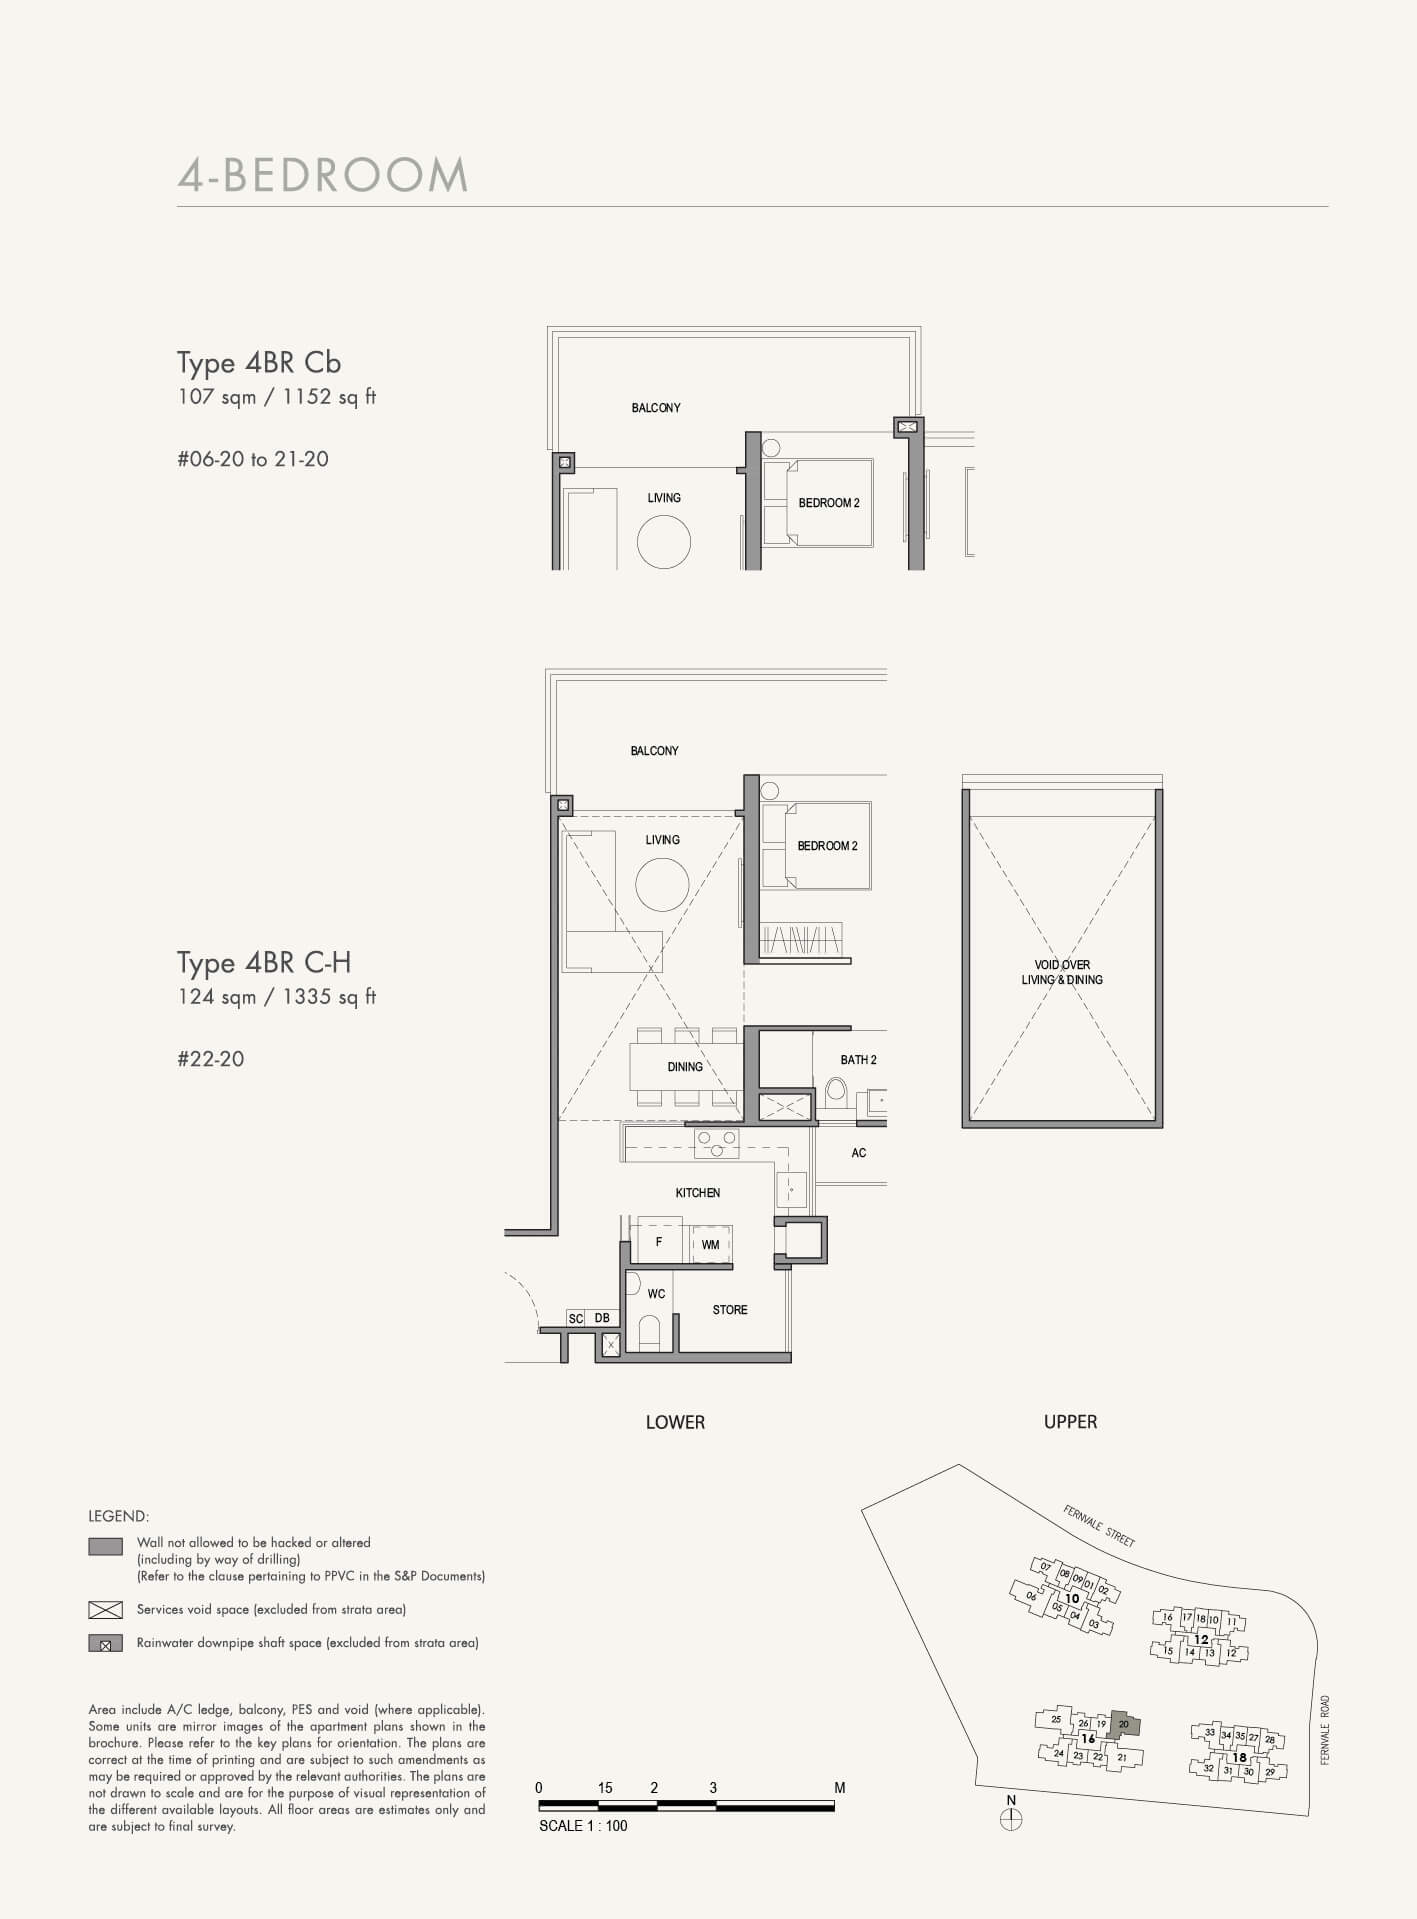 4-BEDROOM
Type 4BR Cb
107 sqm / 1152 sq ft
#06-20 to 21-20
BALCONY
LIVING
BEDROOM 2
Type 4BR C-H
124 sqm / 1335 sq ft
#22-20
BALCONY
LIVING
BEDROOM 2
DINING
BATH 2
AC
KITCHEN
F
WM
WC
STORE
SC
DB
LOWER
VOID OVER
LIVING & DINING
UPPER
LEGEND:
Wall not allowed to be hacked or altered
(including by way of drilling)
(Refer to the clause pertaining to PPVC in the S&P Documents)
Services void space (excluded from strata area)
Rainwater downpipe shaft space (excluded from strata area)
Area include A/C ledge, balcony, PES and void (where applicable).
Some units are mirror images of the apartment plans shown in the
brochure. Please refer to the key plans for orientation. The plans are
correct at the time of printing and are subject to such amendments as
may be required or approved by the relevant authorities. The plans are
not drawn to scale and are for the purpose of visual representation of
the different available layouts. All floor areas are estimates only and
are subject to final survey.
0 15 2 3 M
SCALE 1 : 100
FERNVALE STREET
07 08 09 01 02
10
06 05 04 03
16 17 18 10 11
12
15 14 13 12
25 26 19 20
16
24 23 22 21
33 34 35 27 28
18
32 31 30 29
FERNVALE ROAD
N